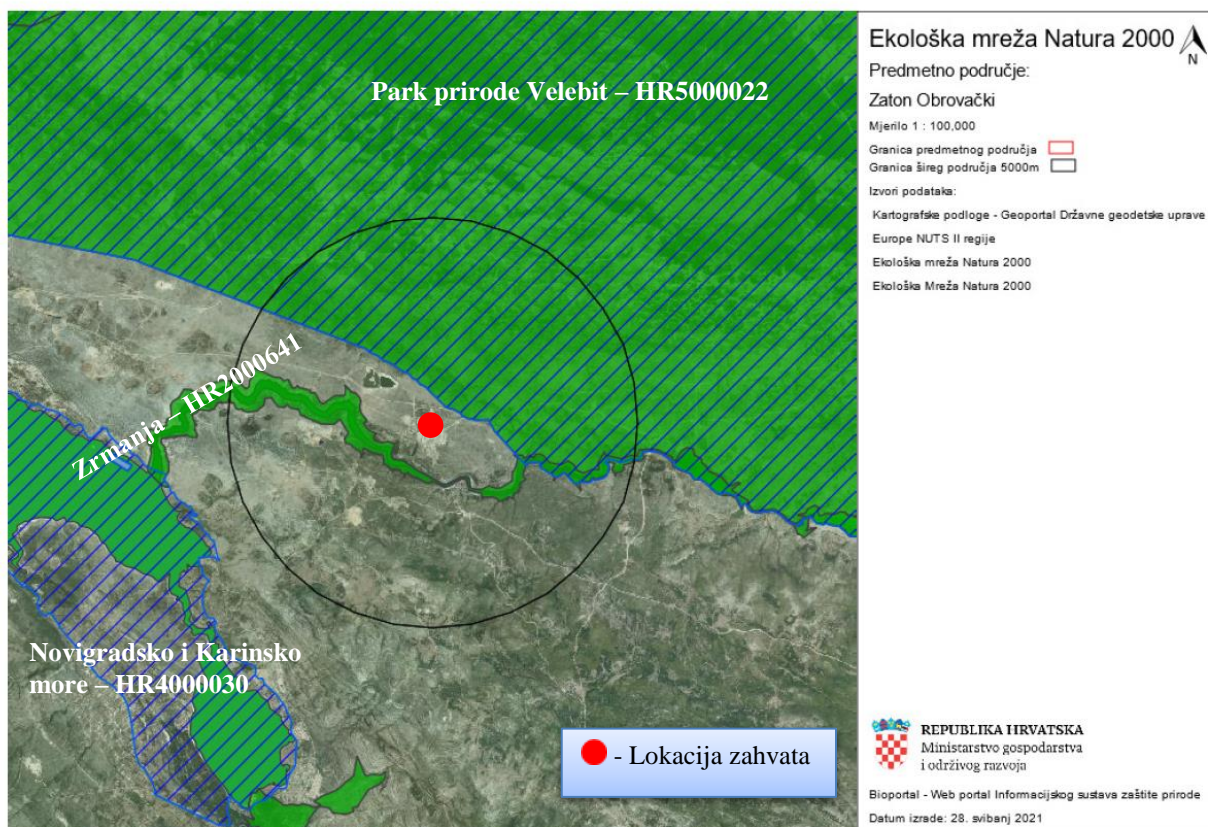 Park prirode Velebit – HR5000022
Zrmanja – HR2000641
Novigradsko i Karinsko
more – HR4000030
- Lokacija zahvata
Ekološka mreža Natura 2000
N
Predmetno područje:
Zaton Obrovački
Mjerilo 1 : 100,000
Granica predmetnog područja
Granica šireg područja 5000m
Izvori podataka:
Kartografske podloge - Geoportal Državne geodetske uprave
Europe NUTS II regije
Ekološka mreža Natura 2000
Ekološka Mreža Natura 2000
REPUBLIKA HRVATSKA
Ministarstvo gospodarstva
i održivog razvoja
Bioportal - Web portal Informacijskog sustava zaštite prirode
Datum izrade: 28. svibanj 2021